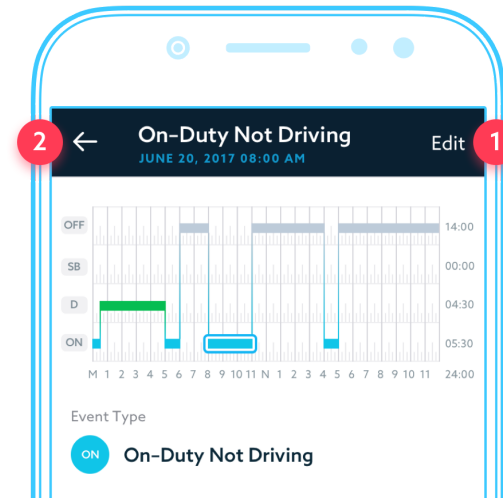 2
On-Duty Not Driving
JUNE 20, 2017 08:00 AM
Edit
1
OFF 14:00
SB 00:00
D 04:30
ON 05:30
M 1 2 3 4 5 6 7 8 9 10 11 N 1 2 3 4 5 6 7 8 9 10 11 24:00
Event Type
ON On-Duty Not Driving